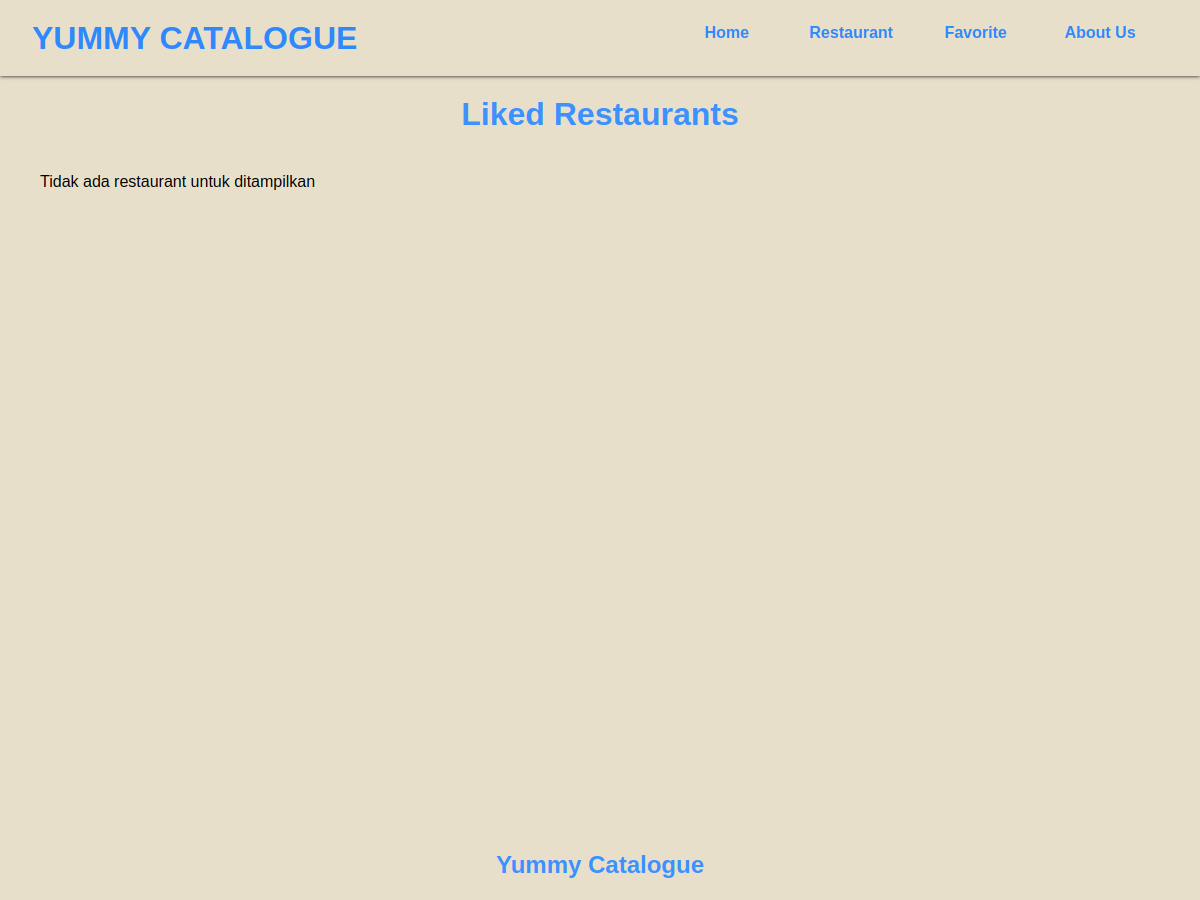 YUMMY CATALOGUE
Home
Restaurant
Favorite
About Us
Liked Restaurants
Tidak ada restaurant untuk ditampilkan
Yummy Catalogue